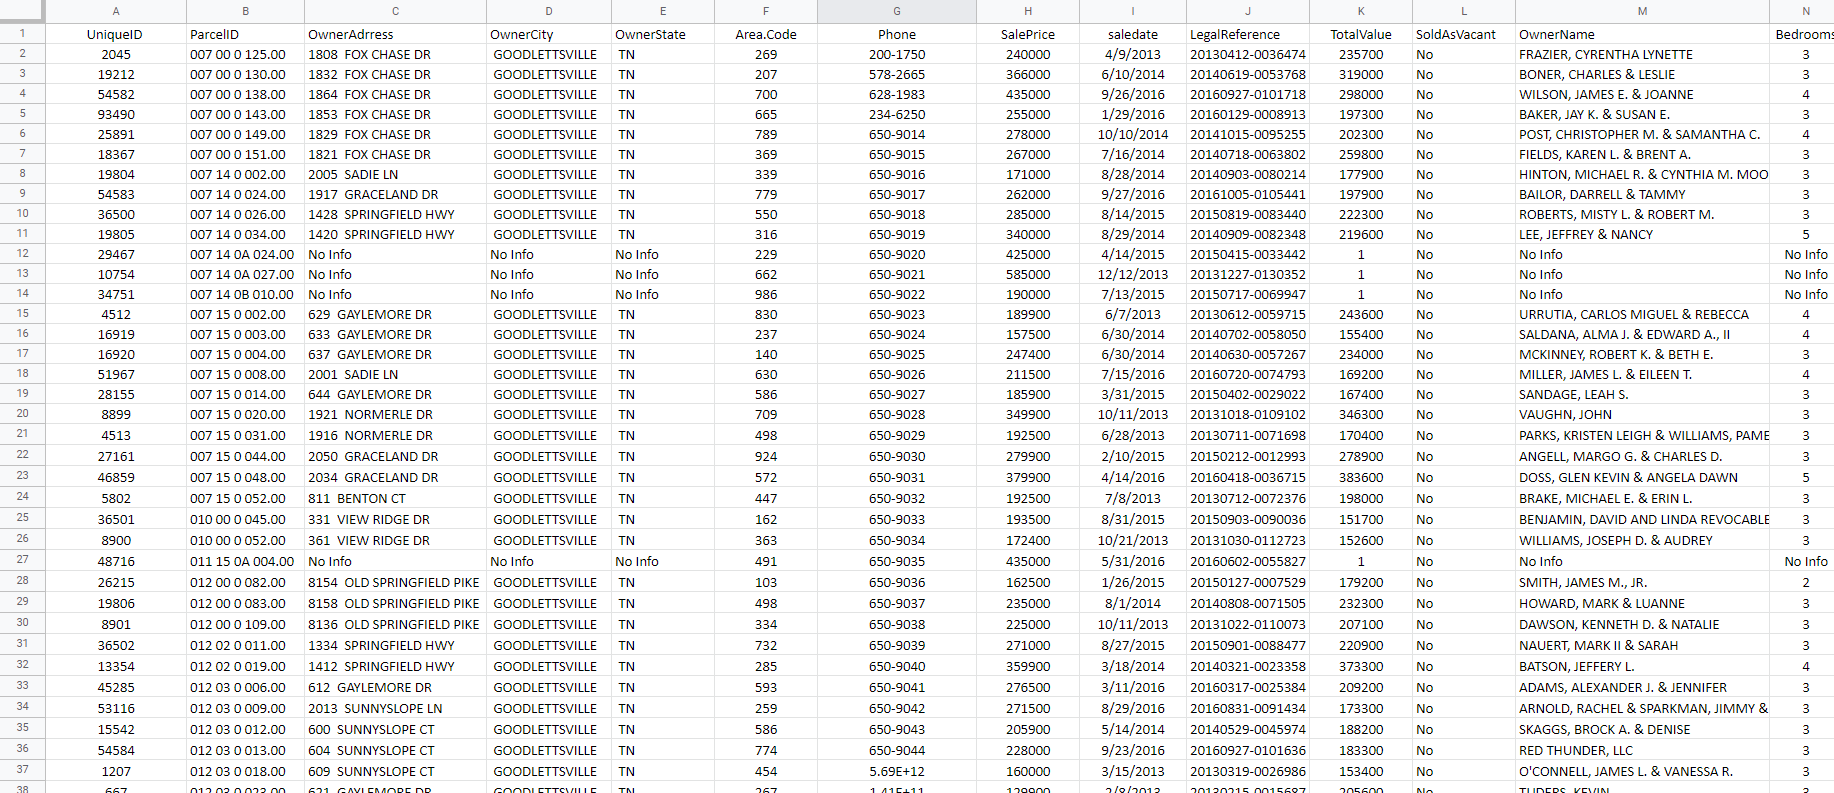 A B C D E F G H I J K L M N
1 UniqueID ParcelID OwnerAdrress OwnerCity OwnerState Area.Code Phone SalePrice saledate LegalReference TotalValue SoldAsVacant OwnerName Bedrooms
2 2045 007 00 0 125.00 1808 FOX CHASE DR GOODLETTSVILLE TN 269 200-1750 240000 4/9/2013 20130412-0036474 235700 No FRAZIER, CYRENTHA LYNETTE 3
3 19212 007 00 0 130.00 1832 FOX CHASE DR GOODLETTSVILLE TN 207 578-2665 366000 6/10/2014 20140619-0053768 319000 No BONER, CHARLES & LESLIE 3
4 54582 007 00 0 138.00 1864 FOX CHASE DR GOODLETTSVILLE TN 700 628-1983 435000 9/26/2016 20160927-0101718 298000 No WILSON, JAMES E. & JOANNE 4
5 93490 007 00 0 143.00 1853 FOX CHASE DR GOODLETTSVILLE TN 665 234-6250 255000 1/29/2016 20160129-0008913 197300 No BAKER, JAY K. & SUSAN E. 3
6 25891 007 00 0 149.00 1829 FOX CHASE DR GOODLETTSVILLE TN 789 650-9014 278000 10/10/2014 20141015-0095255 202300 No POST, CHRISTOPHER M. & SAMANTHA C. 4
7 18367 007 00 0 151.00 1821 FOX CHASE DR GOODLETTSVILLE TN 369 650-9015 267000 7/16/2014 20140718-0063802 259800 No FIELDS, KAREN L. & BRENT A. 3
8 19804 007 14 0 002.00 2005 SADIE LN GOODLETTSVILLE TN 339 650-9016 171000 8/28/2014 20140903-0080214 177900 No HINTON, MICHAEL R. & CYNTHIA M. MOO 3
9 54583 007 14 0 024.00 1917 GRACELAND DR GOODLETTSVILLE TN 779 650-9017 262000 9/27/2016 20161005-0105441 197900 No BAILOR, DARRELL & TAMMY 3
10 36500 007 14 0 026.00 1428 SPRINGFIELD HWY GOODLETTSVILLE TN 550 650-9018 285000 8/14/2015 20150819-0083440 222300 No ROBERTS, MISTY L. & ROBERT M. 3
11 19805 007 14 0 034.00 1420 SPRINGFIELD HWY GOODLETTSVILLE TN 316 650-9019 340000 8/29/2014 20140909-0082348 219600 No LEE, JEFFREY & NANCY 5
12 29467 007 14 0A 024.00 No Info No Info No Info 229 650-9020 425000 4/14/2015 20150415-0033442 1 No No Info No Info
13 10754 007 14 0A 027.00 No Info No Info No Info 662 650-9021 585000 12/12/2013 20131227-0130352 1 No No Info No Info
14 34751 007 14 0B 010.00 No Info No Info No Info 986 650-9022 190000 7/13/2015 20150717-0069947 1 No No Info No Info
15 4512 007 15 0 002.00 629 GAYLEMORE DR GOODLETTSVILLE TN 830 650-9023 189900 6/7/2013 20130612-0059715 243600 No URRUTIA, CARLOS MIGUEL & REBECCA 4
16 16919 007 15 0 003.00 633 GAYLEMORE DR GOODLETTSVILLE TN 237 650-9024 157500 6/30/2014 20140702-0058050 155400 No SALDANA, ALMA J. & EDWARD A., II 4
17 16920 007 15 0 004.00 637 GAYLEMORE DR GOODLETTSVILLE TN 140 650-9025 247400 6/30/2014 20140630-0057267 234000 No MCKINNEY, ROBERT K. & BETH E. 3
18 51967 007 15 0 008.00 2001 SADIE LN GOODLETTSVILLE TN 630 650-9026 211500 7/15/2016 20160720-0074793 169200 No MILLER, JAMES L. & EILEEN T. 4
19 28155 007 15 0 014.00 644 GAYLEMORE DR GOODLETTSVILLE TN 586 650-9027 185900 3/31/2015 20150402-0029022 167400 No SANDAGE, LEAH S. 3
20 8899 007 15 0 020.00 1921 NORMERLE DR GOODLETTSVILLE TN 709 650-9028 349900 10/11/2013 20131018-0109102 346300 No VAUGHN, JOHN 3
21 4513 007 15 0 031.00 1916 NORMERLE DR GOODLETTSVILLE TN 498 650-9029 192500 6/28/2013 20130711-0071698 170400 No PARKS, KRISTEN LEIGH & WILLIAMS, PAME 3
22 27161 007 15 0 044.00 2050 GRACELAND DR GOODLETTSVILLE TN 924 650-9030 279900 2/10/2015 20150212-0012993 278900 No ANGELL, MARGO G. & CHARLES D. 3
23 46859 007 15 0 048.00 2034 GRACELAND DR GOODLETTSVILLE TN 572 650-9031 379900 4/14/2016 20160418-0036715 383600 No DOSS, GLEN KEVIN & ANGELA DAWN 5
24 5802 007 15 0 052.00 811 BENTON CT GOODLETTSVILLE TN 447 650-9032 192500 7/8/2013 20130712-0072376 198000 No BRAKE, MICHAEL E. & ERIN L. 3
25 36501 010 00 0 045.00 331 VIEW RIDGE DR GOODLETTSVILLE TN 162 650-9033 193500 8/31/2015 20150903-0090036 151700 No BENJAMIN, DAVID AND LINDA REVOCABLE 3
26 8900 010 00 0 052.00 361 VIEW RIDGE DR GOODLETTSVILLE TN 363 650-9034 172400 10/21/2013 20131030-0112723 152600 No WILLIAMS, JOSEPH D. & AUDREY 3
27 48716 011 15 0A 004.00 No Info No Info No Info 491 650-9035 435000 5/31/2016 20160602-0055827 1 No No Info No Info
28 26215 012 00 0 082.00 8154 OLD SPRINGFIELD PIKE GOODLETTSVILLE TN 103 650-9036 162500 1/26/2015 20150127-0007529 179200 No SMITH, JAMES M., JR. 2
29 19806 012 00 0 083.00 8158 OLD SPRINGFIELD PIKE GOODLETTSVILLE TN 498 650-9037 235000 8/1/2014 20140808-0071505 232300 No HOWARD, MARK & LUANNE 3
30 8901 012 00 0 109.00 8136 OLD SPRINGFIELD PIKE GOODLETTSVILLE TN 334 650-9038 225000 10/11/2013 20131022-0110073 207100 No DAWSON, KENNETH D. & NATALIE 3
31 36502 012 02 0 011.00 1334 SPRINGFIELD HWY GOODLETTSVILLE TN 732 650-9039 271000 8/27/2015 20150901-0088477 220900 No NAUERT, MARK II & SARAH 3
32 13354 012 02 0 019.00 1412 SPRINGFIELD HWY GOODLETTSVILLE TN 285 650-9040 359900 3/18/2014 20140321-0023358 373300 No BATSON, JEFFERY L. 4
33 45285 012 03 0 006.00 612 GAYLEMORE DR GOODLETTSVILLE TN 593 650-9041 276500 3/11/2016 20160317-0025384 209200 No ADAMS, ALEXANDER J. & JENNIFER 3
34 53116 012 03 0 009.00 2013 SUNNYSLOPE LN GOODLETTSVILLE TN 259 650-9042 271500 8/29/2016 20160831-0091434 173300 No ARNOLD, RACHEL & SPARKMAN, JIMMY & 3
35 15542 012 03 0 012.00 600 SUNNYSLOPE CT GOODLETTSVILLE TN 586 650-9043 205900 5/14/2014 20140529-0045974 188200 No SKAGGS, BROCK A. & DENISE 3
36 54584 012 03 0 013.00 604 SUNNYSLOPE CT GOODLETTSVILLE TN 774 650-9044 228000 9/23/2016 20160927-0101636 183300 No RED THUNDER, LLC 3
37 1207 012 03 0 018.00 609 SUNNYSLOPE CT GOODLETTSVILLE TN 454 5.69E+12 160000 3/15/2013 20130319-0026986 153400 No O'CONNELL, JAMES L. & VANESSA R. 3
38 667 012 03 0 023.00 621 GAYLEMORE DR GOODLETTSVILLE TN 267 1.41E+11 129900 2/8/2013 20130215-0015687 205600 No TUDERS, KEVIN 3